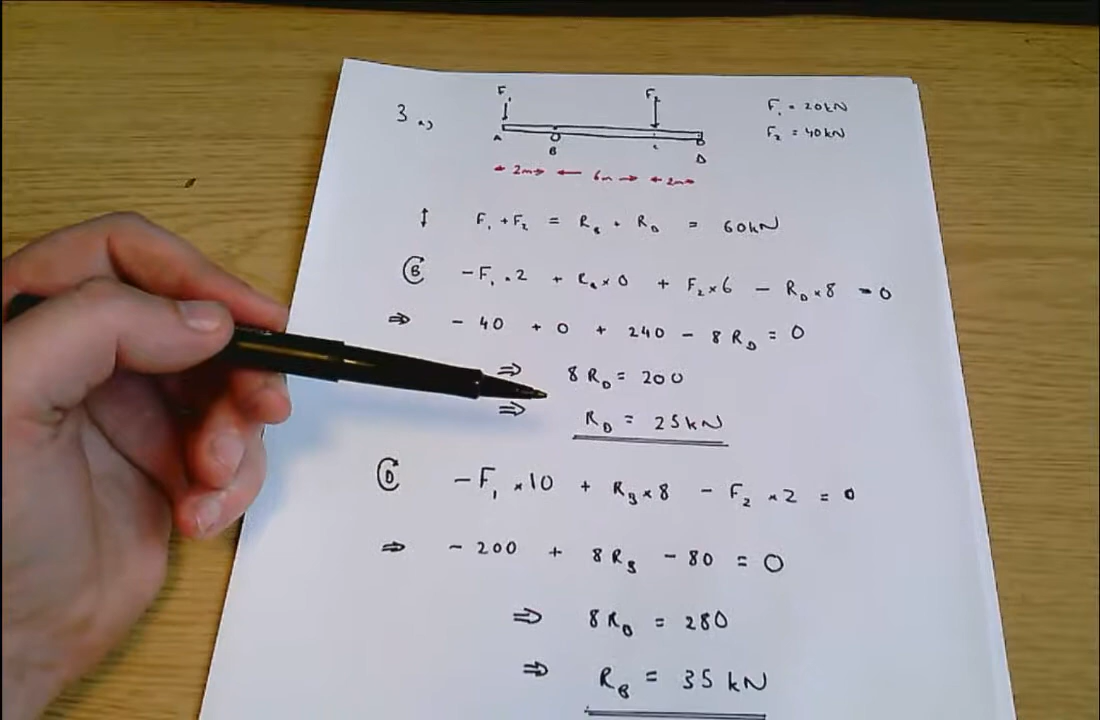 3 a)
F₁ F₂
F₁ = 20kN
F₂ = 40kN
A B C D
2m 6m 2m
↕ F₁ + F₂ = R_B + R_D = 60kN
B -F₁ × 2 + R_B × 0 + F₂ × 6 - R_D × 8 = 0
⇒ - 40 + 0 + 240 - 8 R_D = 0
⇒ 8 R_D = 200
⇒ R_D = 25kN
D -F₁ × 10 + R_B × 8 - F₂ × 2 = 0
⇒ - 200 + 8 R_B - 80 = 0
⇒ 8 R_B = 280
⇒ R_B = 35 kN